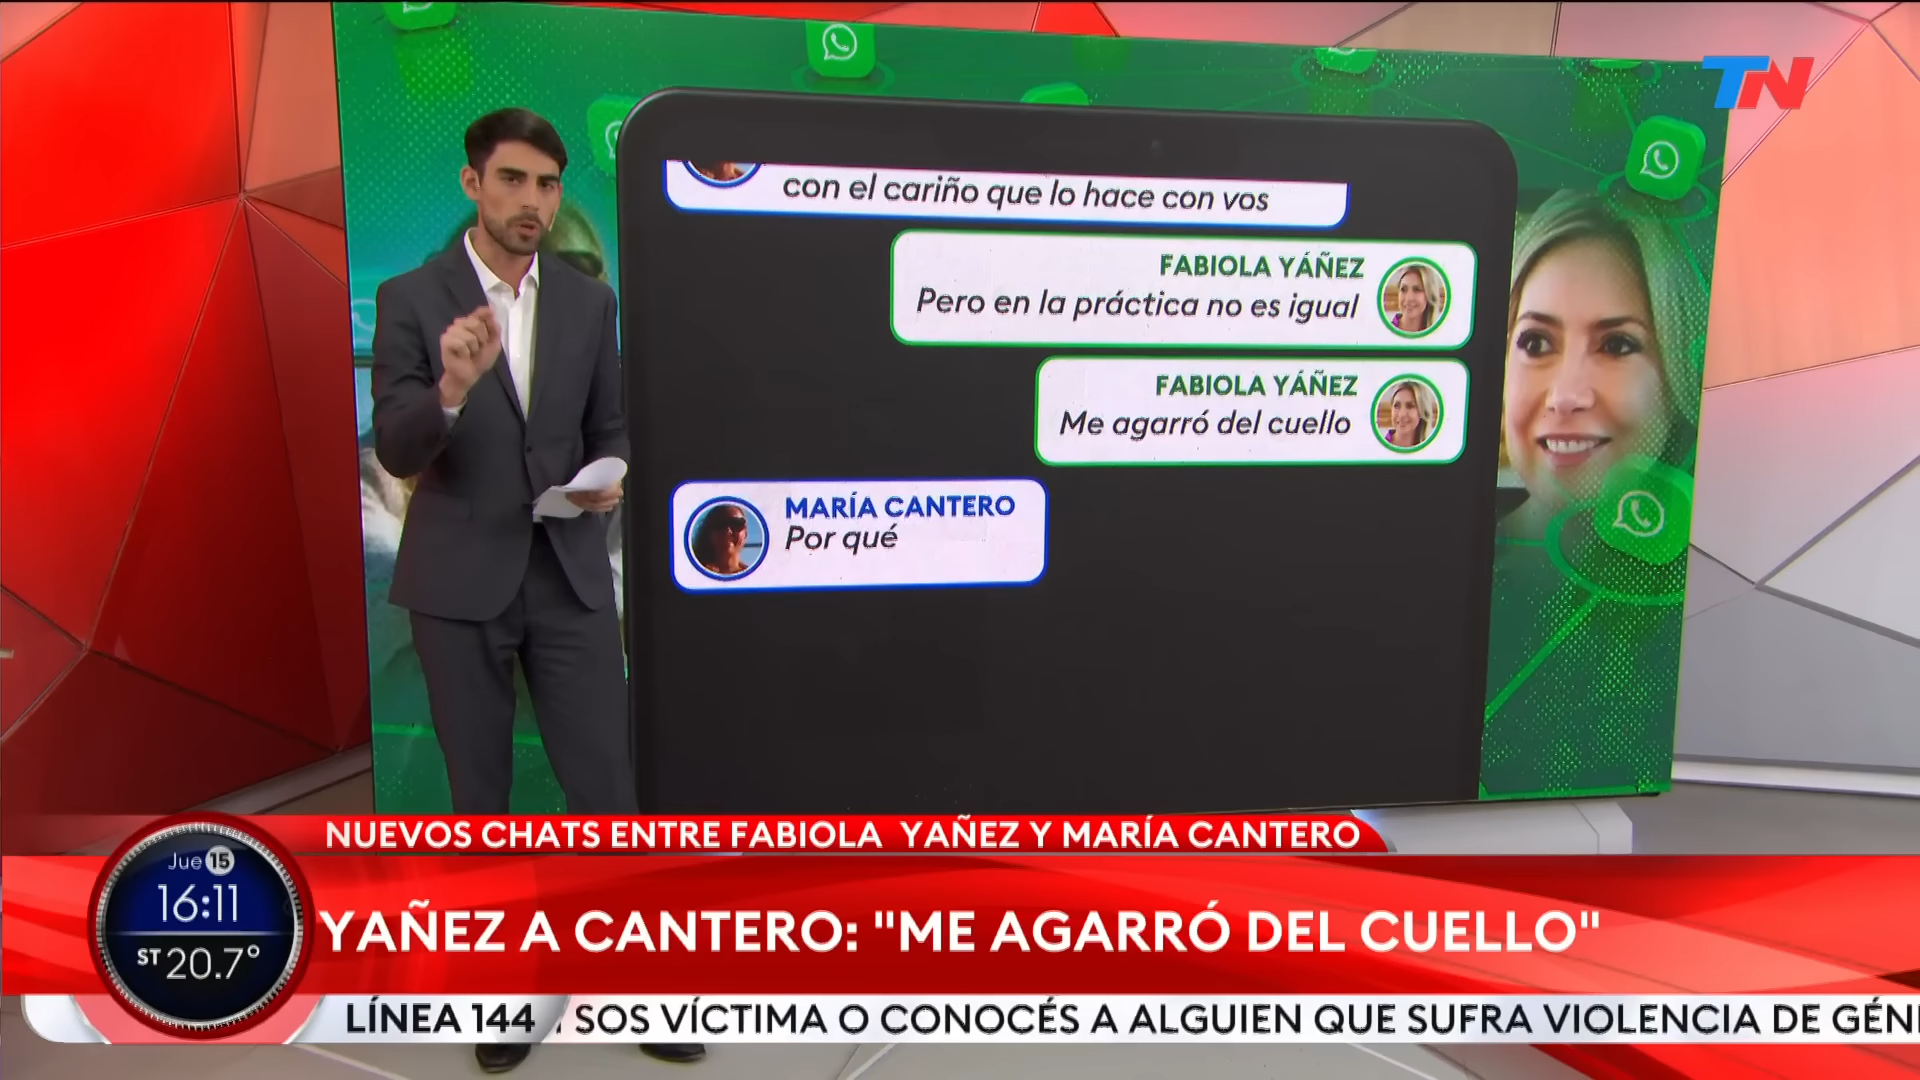 TN
con el cariño que lo hace con vos
FABIOLA YÁÑEZ
Pero en la práctica no es igual
FABIOLA YÁÑEZ
Me agarró del cuello
MARÍA CANTERO
Por qué
NUEVOS CHATS ENTRE FABIOLA YAÑEZ Y MARÍA CANTERO
Jue 15
16:11
ST 20.7°
YAÑEZ A CANTERO: "ME AGARRÓ DEL CUELLO"
LÍNEA 144
SOS VÍCTIMA O CONOCÉS A ALGUIEN QUE SUFRA VIOLENCIA DE GÉN